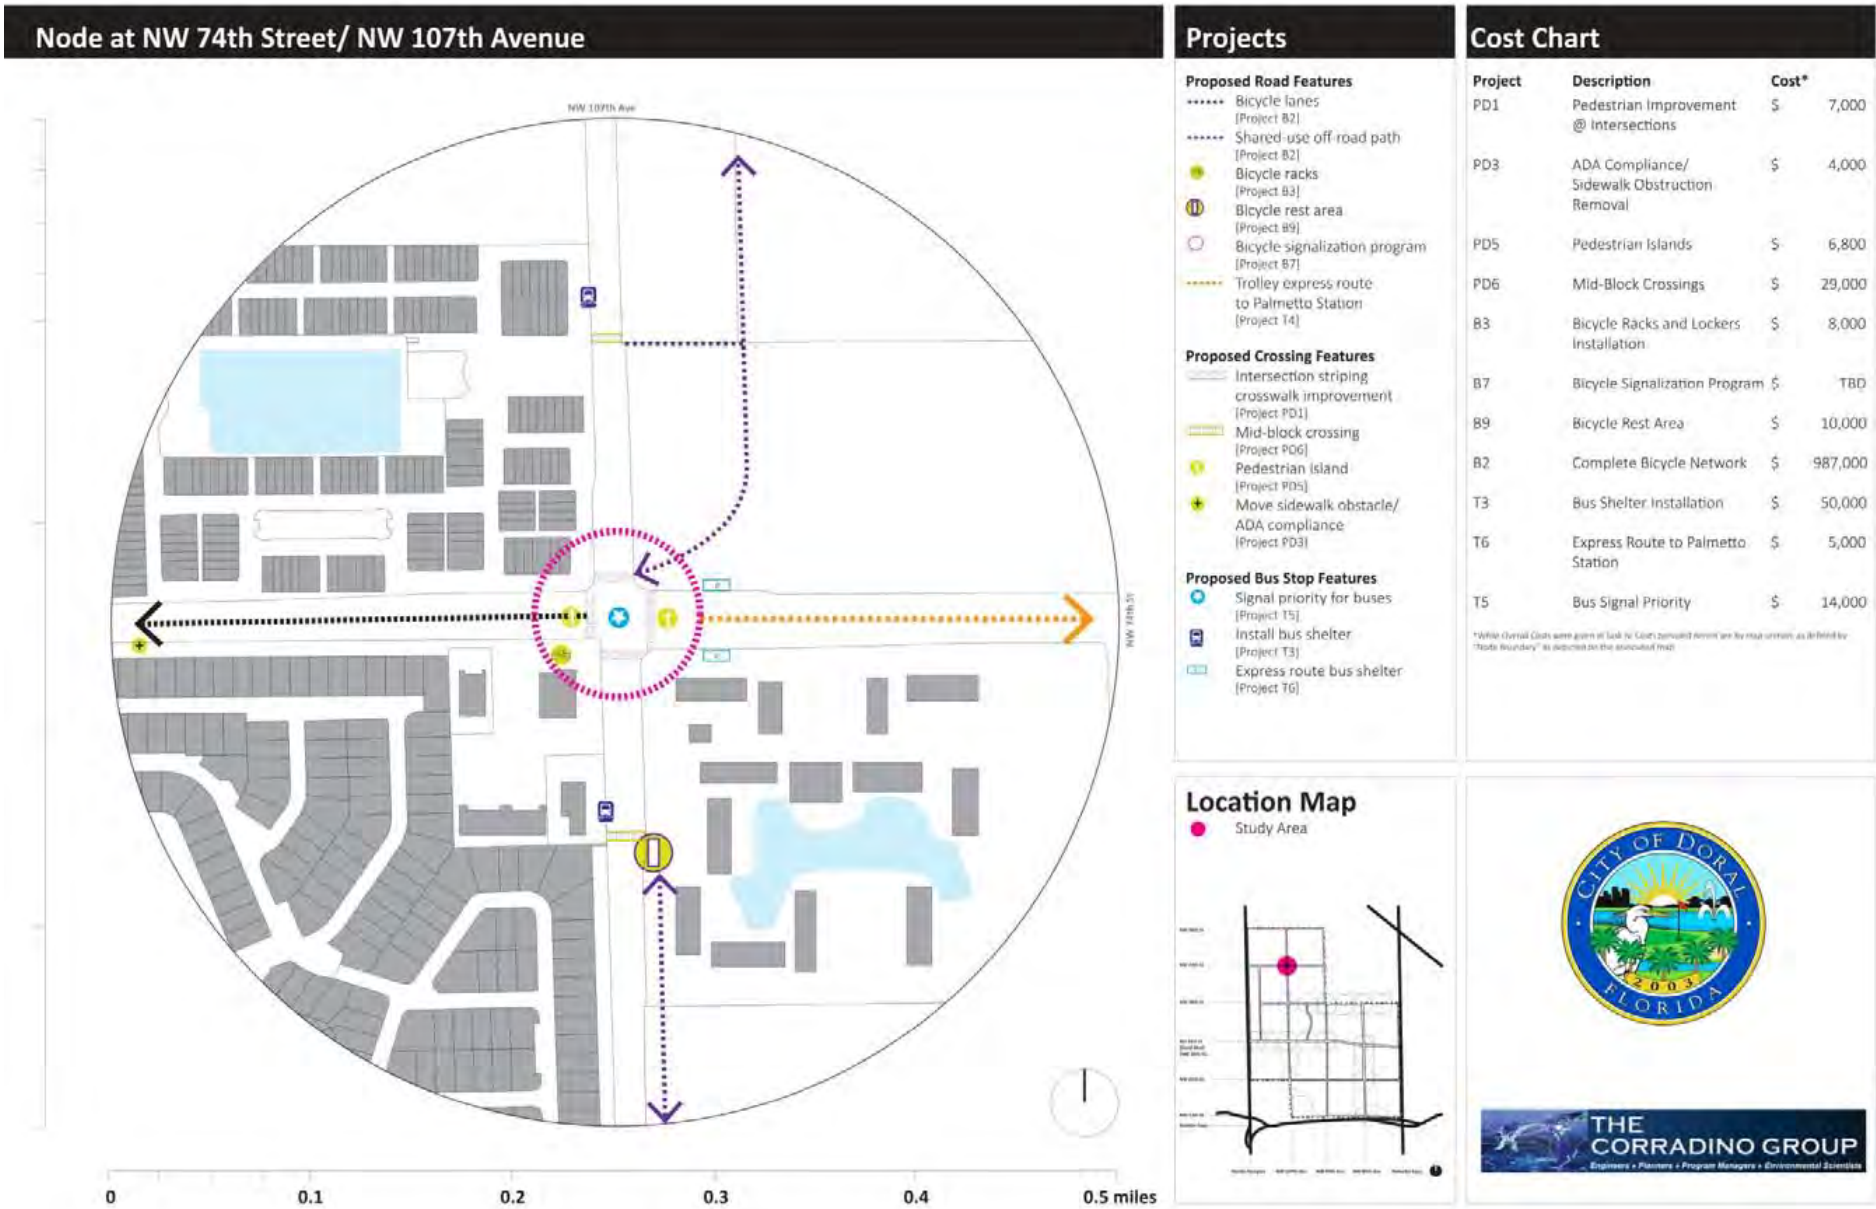 Node at NW 74th Street/ NW 107th Avenue
NW 107th Ave
NW 74th St
0 0.1 0.2 0.3 0.4 0.5 miles
Projects
Proposed Road Features
Bicycle lanes
[Project B2]
Shared-use off-road path
[Project B2]
Bicycle racks
[Project B3]
Bicycle rest area
[Project B9]
Bicycle signalization program
[Project B7]
Trolley express route
to Palmetto Station
[Project T4]
Proposed Crossing Features
Intersection striping
crosswalk improvement
[Project PD1]
Mid-block crossing
[Project PD6]
Pedestrian island
[Project PD5]
Move sidewalk obstacle/
ADA compliance
[Project PD3]
Proposed Bus Stop Features
Signal priority for buses
[Project T5]
Install bus shelter
[Project T3]
Express route bus shelter
[Project T6]
Cost Chart
Project Description Cost*
PD1 Pedestrian Improvement $ 7,000
@ Intersections
PD3 ADA Compliance/ $ 4,000
Sidewalk Obstruction
Removal
PD5 Pedestrian Islands $ 6,800
PD6 Mid-Block Crossings $ 29,000
B3 Bicycle Racks and Lockers $ 8,000
Installation
B7 Bicycle Signalization Program $ TBD
B9 Bicycle Rest Area $ 10,000
B2 Complete Bicycle Network $ 987,000
T3 Bus Shelter Installation $ 50,000
T6 Express Route to Palmetto $ 5,000
Station
T5 Bus Signal Priority $ 14,000
"Node Boundary" as depicted on the associated map
Location Map
Study Area
CITY OF DORAL
2003
FLORIDA
THE
CORRADINO GROUP
Engineers • Planners • Program Managers • Environmental Scientists